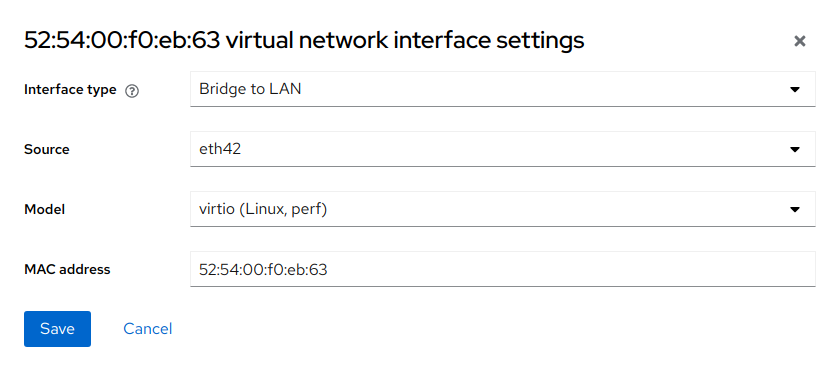 52:54:00:f0:eb:63 virtual network interface settings
Interface type Bridge to LAN
Source eth42
Model virtio (Linux, perf)
MAC address 52:54:00:f0:eb:63
Save Cancel